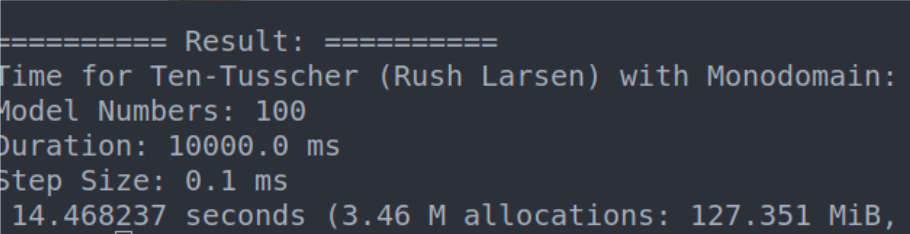 ========== Result: ==========
Time for Ten-Tusscher (Rush Larsen) with Monodomain:
Model Numbers: 100
Duration: 10000.0 ms
Step Size: 0.1 ms
14.468237 seconds (3.46 M allocations: 127.351 MiB,